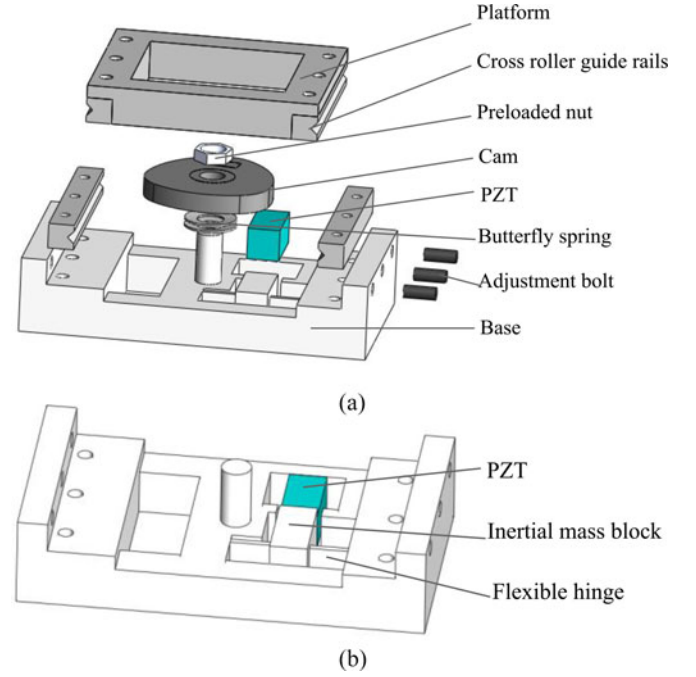 Platform
Cross roller guide rails
Preloaded nut
Cam
PZT
Butterfly spring
Adjustment bolt
Base
(a)
PZT
Inertial mass block
Flexible hinge
(b)